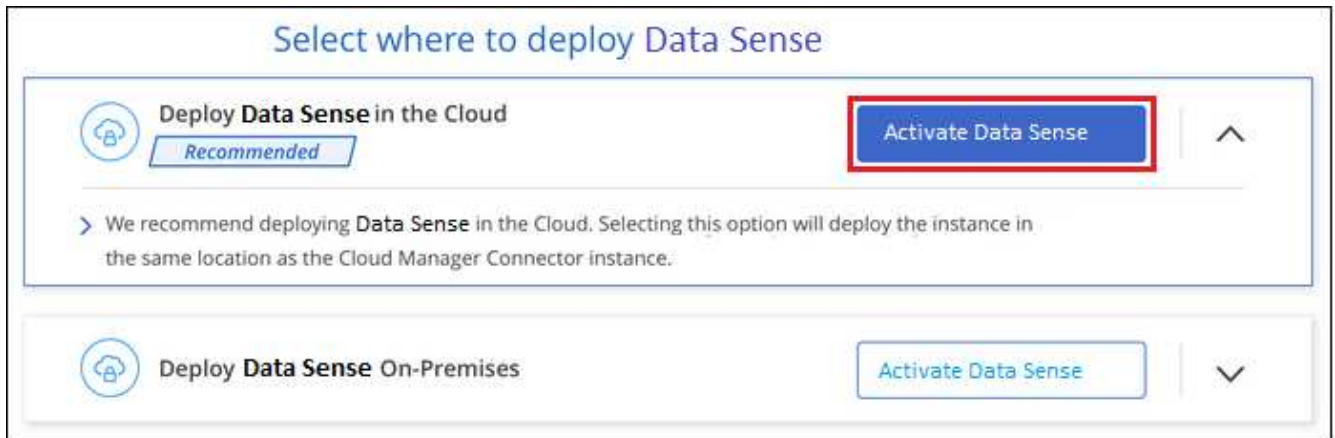 Select where to deploy Data Sense
Deploy Data Sense in the Cloud
Recommended
Activate Data Sense
We recommend deploying Data Sense in the Cloud. Selecting this option will deploy the instance in
the same location as the Cloud Manager Connector instance.
Deploy Data Sense On-Premises
Activate Data Sense